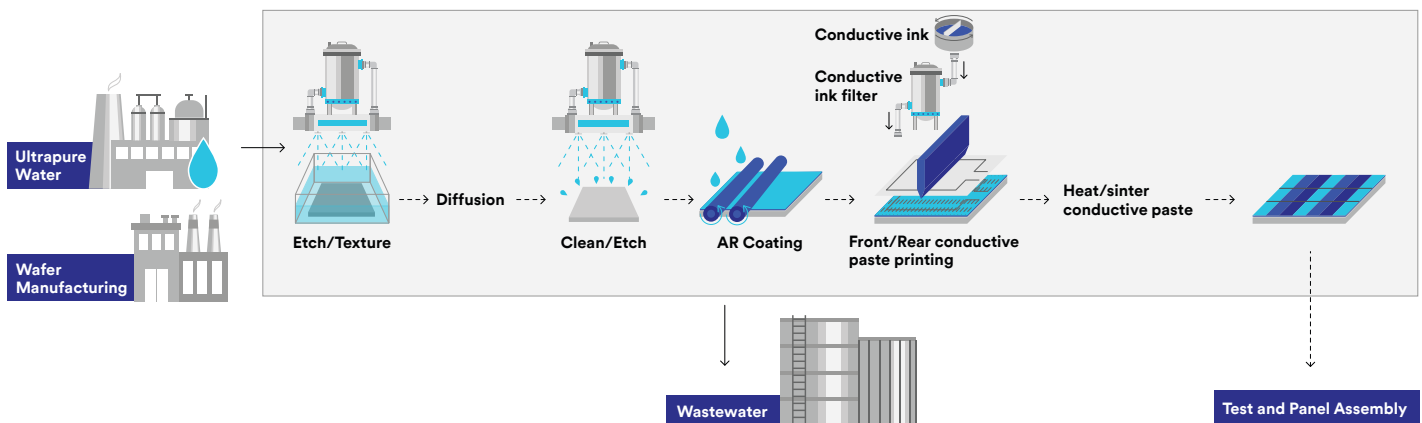 Ultrapure
Water
Wafer
Manufacturing
Etch/Texture
Diffusion
Clean/Etch
AR Coating
Conductive ink
Conductive
ink filter
Front/Rear conductive
paste printing
Heat/sinter
conductive paste
Wastewater
Test and Panel Assembly